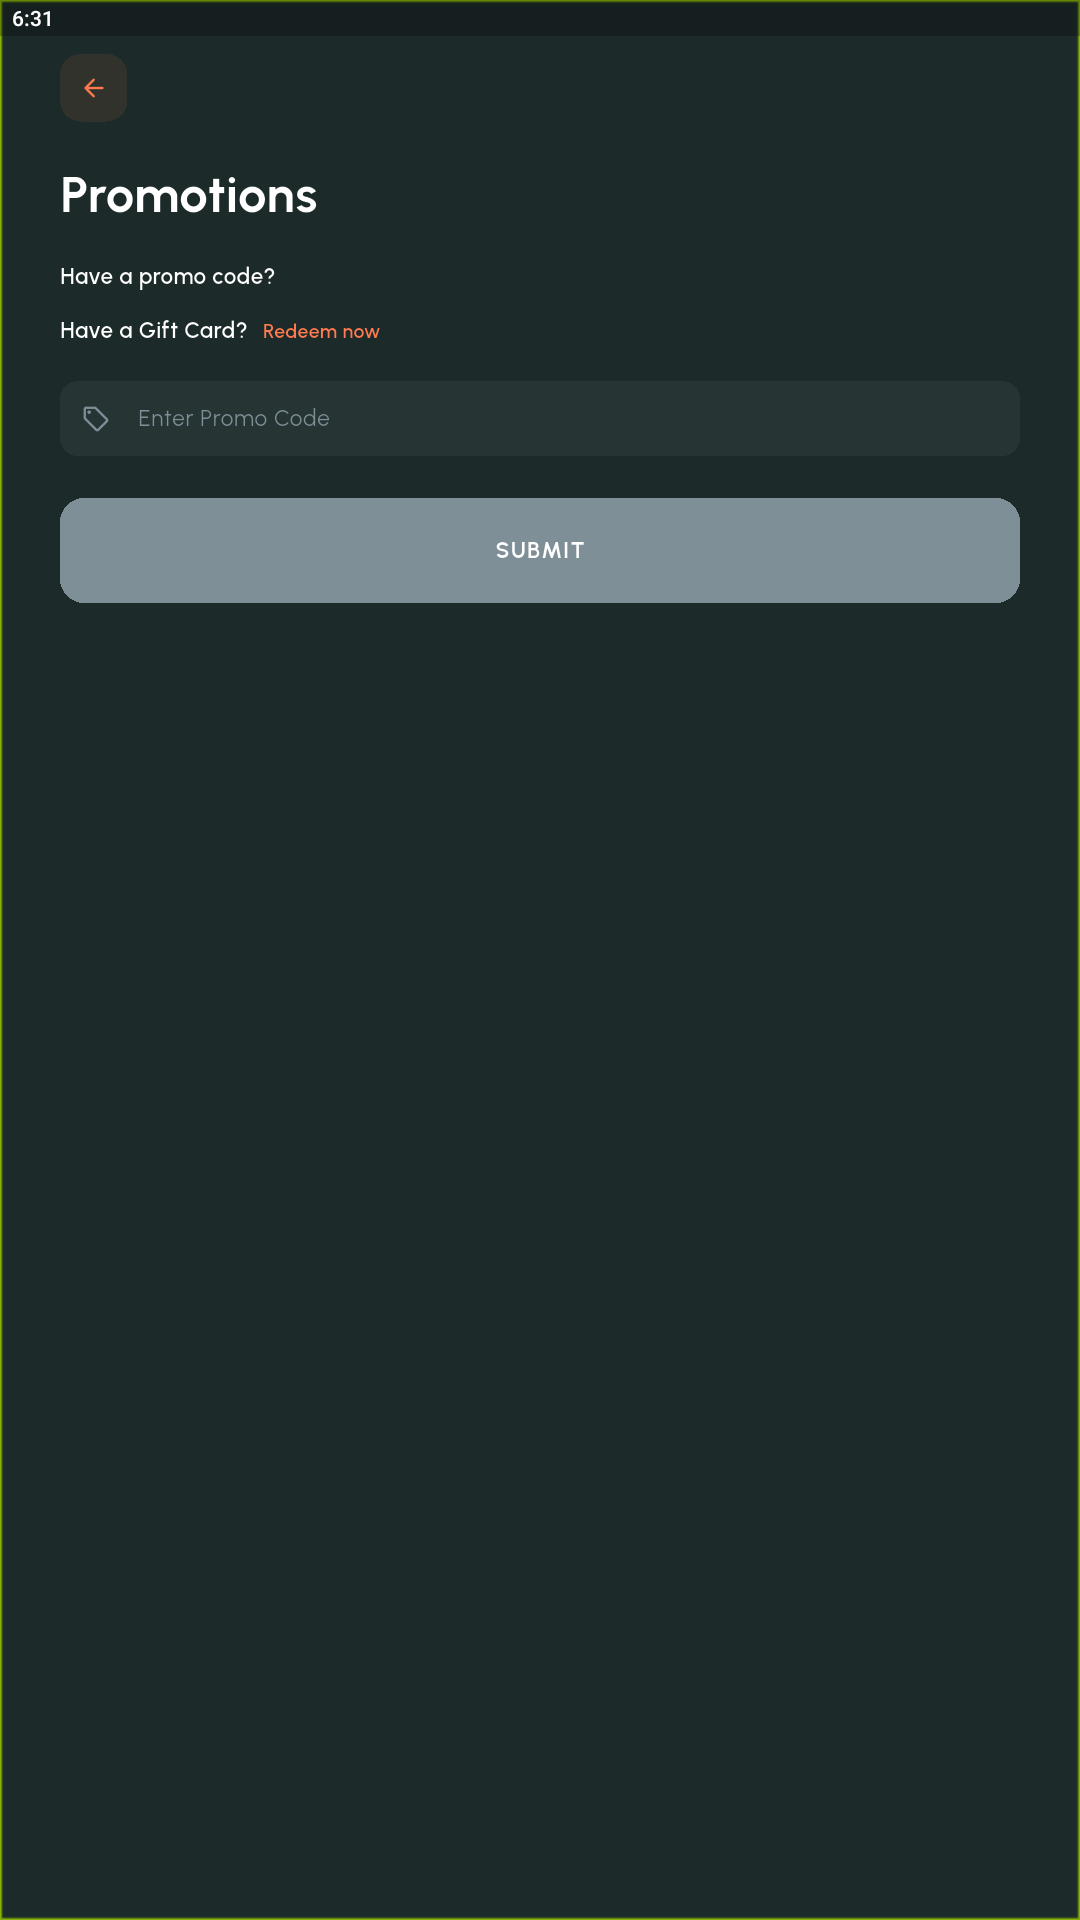 6:31
Promotions
Have a promo code?
Have a Gift Card? Redeem now
Enter Promo Code
SUBMIT